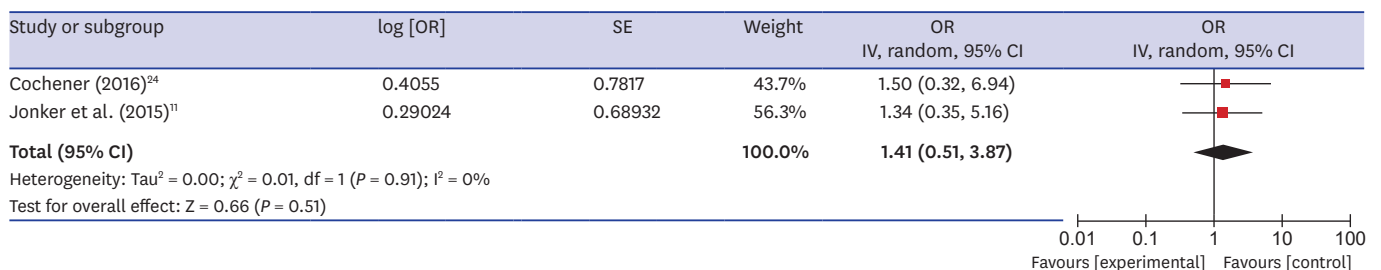 Study or subgroup log [OR] SE Weight OR OR
IV, random, 95% CI IV, random, 95% CI
Cochener (2016)²⁴ 0.4055 0.7817 43.7% 1.50 (0.32, 6.94)
Jonker et al. (2015)¹¹ 0.29024 0.68932 56.3% 1.34 (0.35, 5.16)
Total (95% CI) 100.0% 1.41 (0.51, 3.87)
Heterogeneity: Tau² = 0.00; χ² = 0.01, df = 1 (P = 0.91); I² = 0%
Test for overall effect: Z = 0.66 (P = 0.51)
0.01 0.1 1 10 100
Favours [experimental] Favours [control]